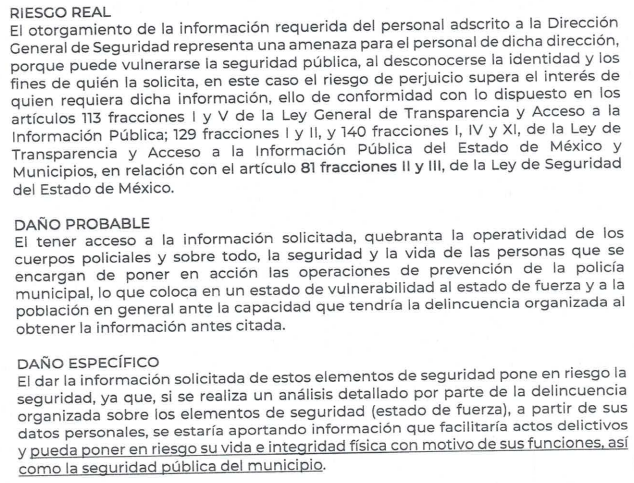 RIESGO REAL
El otorgamiento de la información requerida del personal adscrito a la Dirección
General de Seguridad representa una amenaza para el personal de dicha dirección,
porque puede vulnerarse la seguridad pública, al desconocerse la identidad y los
fines de quién la solicita, en este caso el riesgo de perjuicio supera el interés de
quien requiera dicha información, ello de conformidad con lo dispuesto en los
artículos 113 fracciones I y V de la Ley General de Transparencia y Acceso a la
Información Pública; 129 fracciones I y II, y 140 fracciones I, IV y XI, de la Ley de
Transparencia y Acceso a la Información Pública del Estado de México y
Municipios, en relación con el artículo 81 fracciones II y III, de la Ley de Seguridad
del Estado de México.
DAÑO PROBABLE
El tener acceso a la información solicitada, quebranta la operatividad de los
cuerpos policiales y sobre todo, la seguridad y la vida de las personas que se
encargan de poner en acción las operaciones de prevención de la policía
municipal, lo que coloca en un estado de vulnerabilidad al estado de fuerza y a la
población en general ante la capacidad que tendría la delincuencia organizada al
obtener la información antes citada.
DAÑO ESPECÍFICO
El dar la información solicitada de estos elementos de seguridad pone en riesgo la
seguridad, ya que, si se realiza un análisis detallado por parte de la delincuencia
organizada sobre los elementos de seguridad (estado de fuerza), a partir de sus
datos personales, se estaría aportando información que facilitaría actos delictivos
y pueda poner en riesgo su vida e integridad física con motivo de sus funciones, así
como la seguridad pública del municipio.